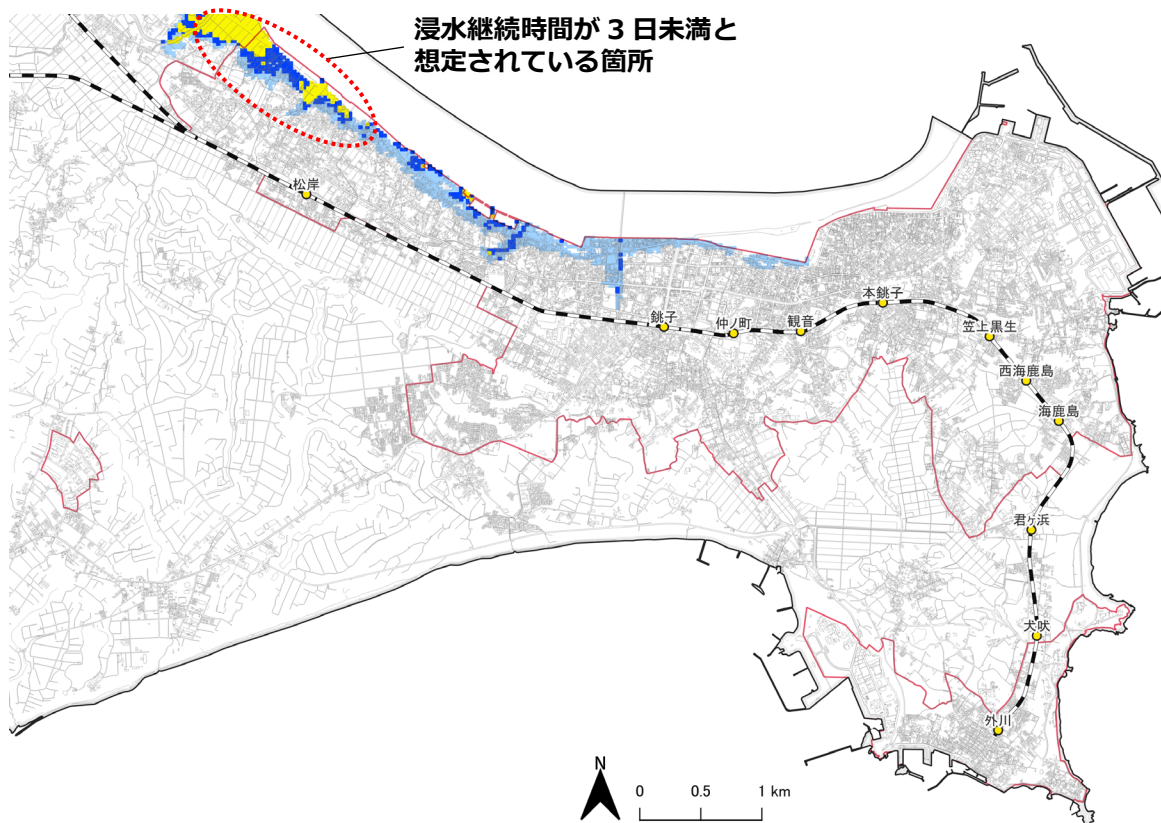 浸水継続時間が 3 日未満と
想定されている箇所
松岸
銚子
仲ノ町
観音
本銚子
笠上黒生
西海鹿島
海鹿島
君ヶ浜
犬吠
外川
N
0 0.5 1 km